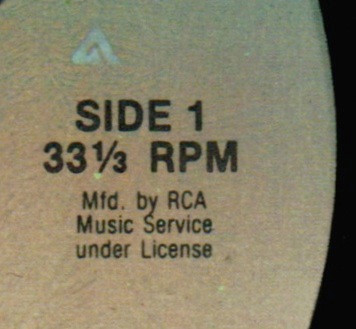 SIDE 1
33⅓ RPM
Mfd. by RCA
Music Service
under License